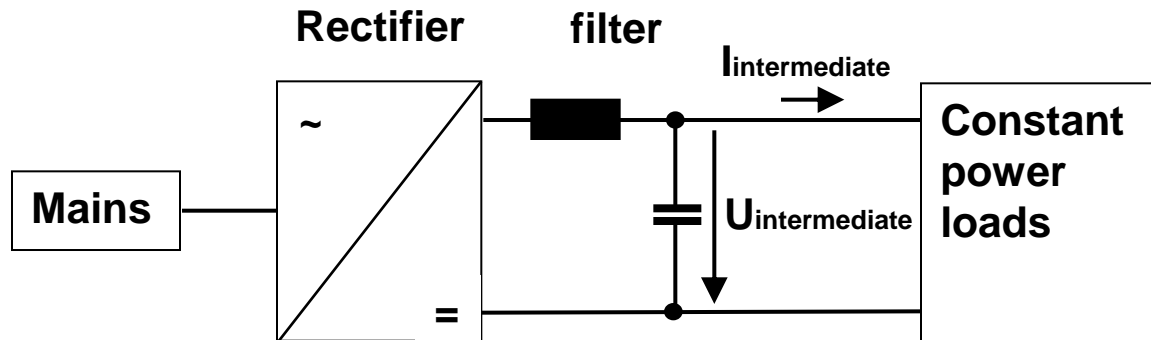 Rectifier
filter
Iintermediate
~
Constant
power
loads
Mains
Uintermediate
=